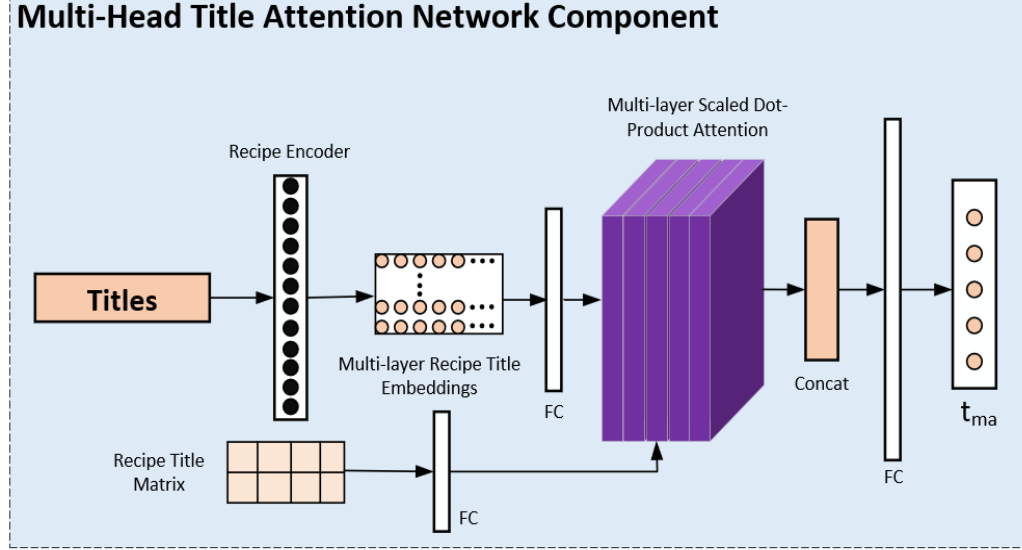 Multi-Head Title Attention Network Component
Multi-layer Scaled Dot-
Product Attention
Recipe Encoder
Titles
Multi-layer Recipe Title
Embeddings
FC
Concat
t_ma
FC
Recipe Title
Matrix
FC